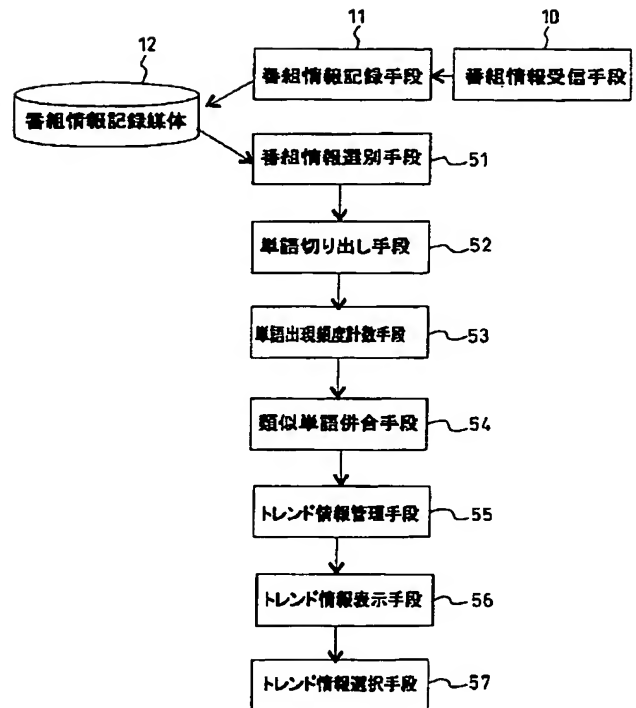 12
11
10
番組情報記録媒体
番組情報記録手段
番組情報受信手段
番組情報選別手段
51
単語切り出し手段
52
単語出現頻度計数手段
53
類似単語併合手段
54
トレンド情報管理手段
55
トレンド情報表示手段
56
トレンド情報選択手段
57